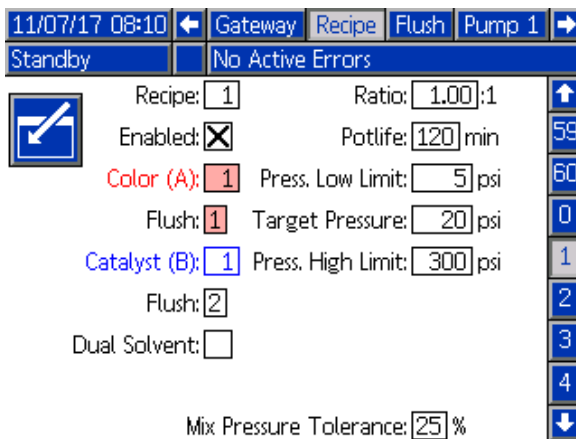 11/07/17 08:10 Gateway Recipe Flush Pump 1
Standby No Active Errors
Recipe: 1 Ratio: 1.00 :1
Enabled: Potlife: 120 min
Color (A): 1 Press. Low Limit: 5 psi
Flush: 1 Target Pressure: 20 psi
Catalyst (B): 1 Press. High Limit: 300 psi
Flush: 2
Dual Solvent:
Mix Pressure Tolerance: 25 %
59
60
0
1
2
3
4